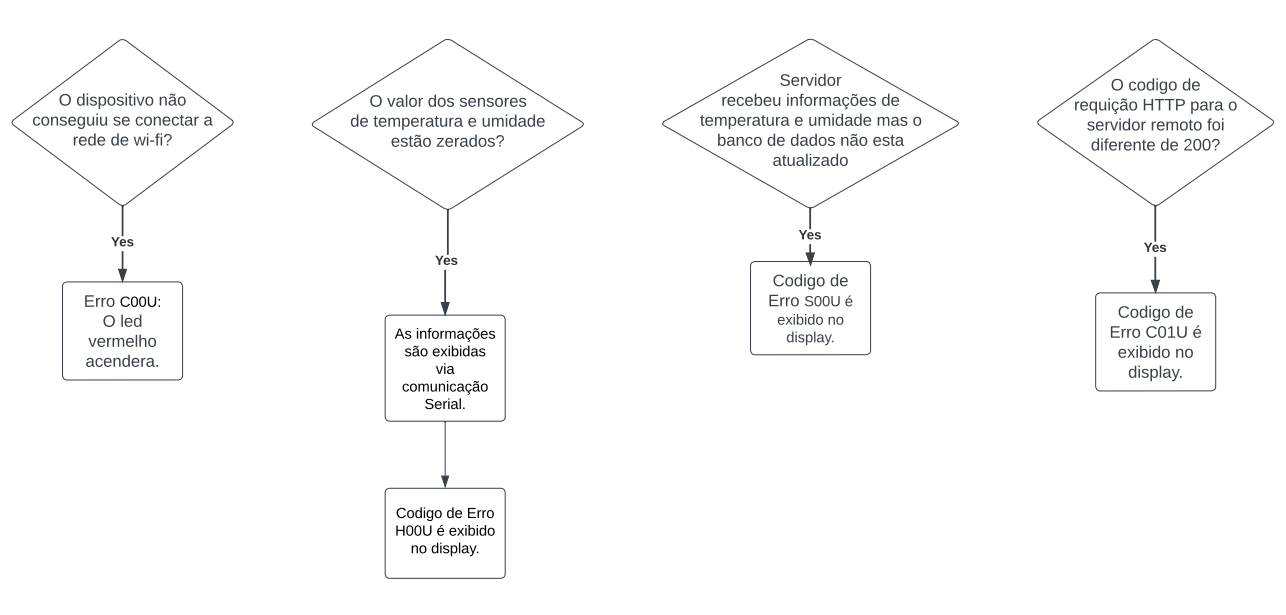 O dispositivo não
conseguiu se conectar a
rede de wi-fi?
Yes
Erro C00U:
O led
vermelho
acendera.
O valor dos sensores
de temperatura e umidade
estão zerados?
Yes
As informações
são exibidas
via
comunicação
Serial.
Codigo de Erro
H00U é exibido
no display.
Servidor
recebeu informações de
temperatura e umidade mas o
banco de dados não esta
atualizado
Yes
Codigo de
Erro S00U é
exibido no
display.
O codigo de
requição HTTP para o
servidor remoto foi
diferente de 200?
Yes
Codigo de
Erro C01U é
exibido no
display.